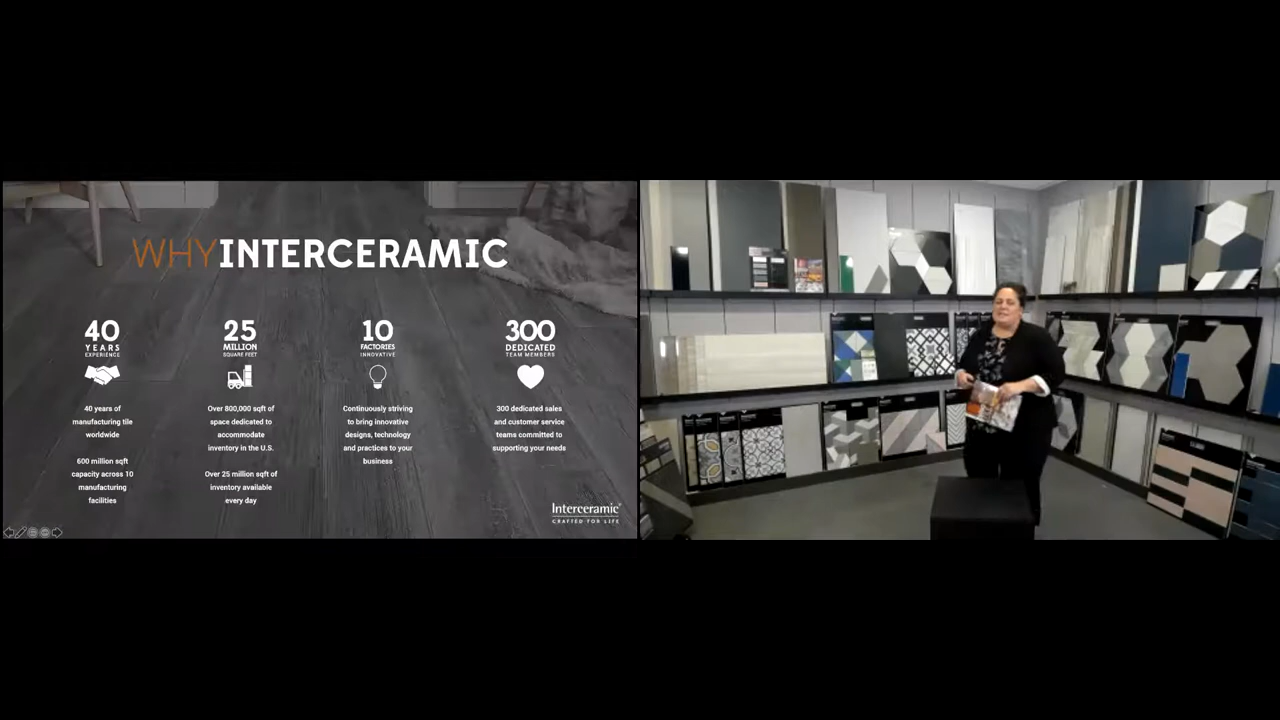 WHY INTERCERAMIC
40
YEARS
EXPERIENCE
40 years of
manufacturing tile
worldwide
600 million sqft
capacity across 10
manufacturing
facilities
25
MILLION
SQUARE FEET
Over 800,000 sqft of
space dedicated to
accommodate
inventory in the U.S.
Over 25 million sqft of
inventory available
every day
10
FACTORIES
INNOVATIVE
Continuously striving
to bring innovative
designs, technology
and practices to your
business
300
DEDICATED
TEAM MEMBERS
300 dedicated sales
and customer service
teams committed to
supporting your needs
Interceramic®
CRAFTED FOR LIFE